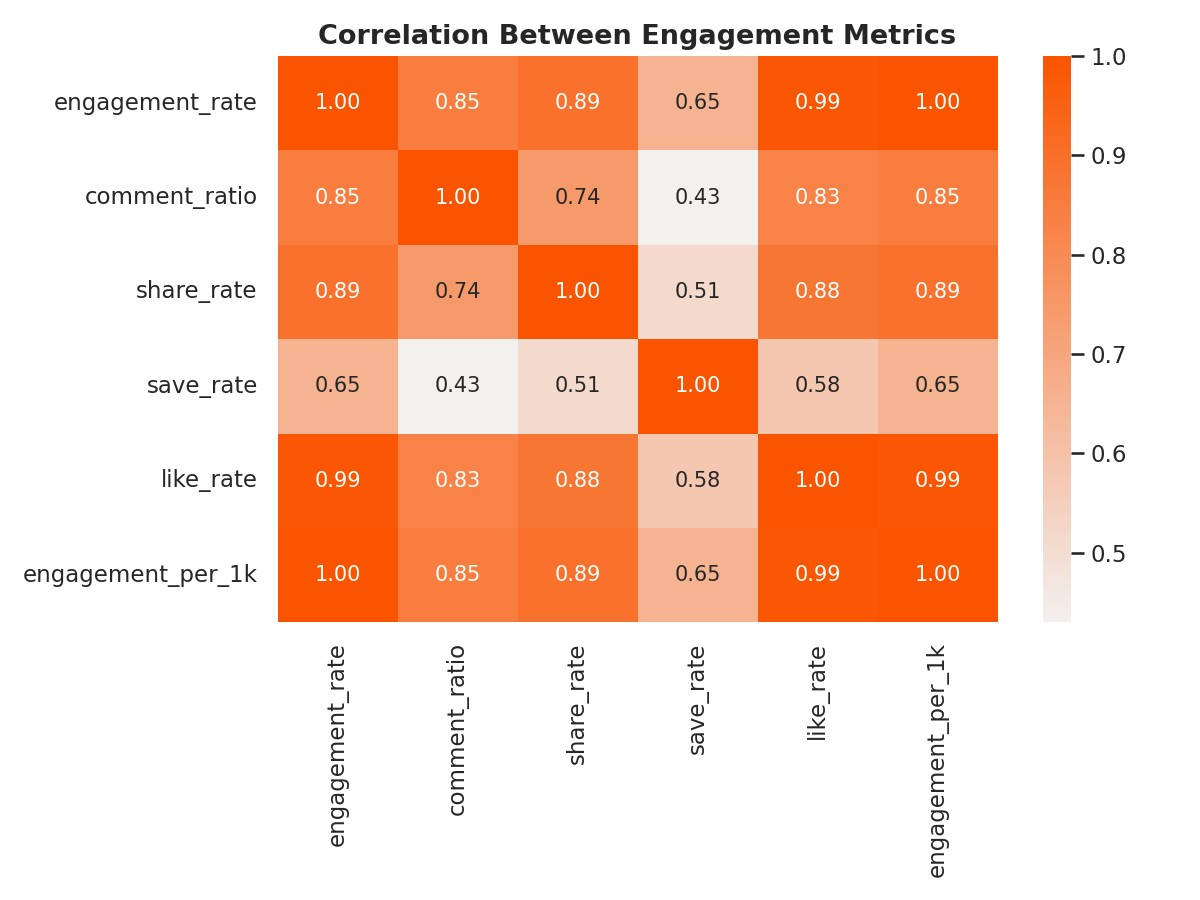 Correlation Between Engagement Metrics
engagement_rate 1.00 0.85 0.89 0.65 0.99 1.00
comment_ratio 0.85 1.00 0.74 0.43 0.83 0.85
share_rate 0.89 0.74 1.00 0.51 0.88 0.89
save_rate 0.65 0.43 0.51 1.00 0.58 0.65
like_rate 0.99 0.83 0.88 0.58 1.00 0.99
engagement_per_1k 1.00 0.85 0.89 0.65 0.99 1.00
engagement_rate
comment_ratio
share_rate
save_rate
like_rate
engagement_per_1k
1.0
0.9
0.8
0.7
0.6
0.5